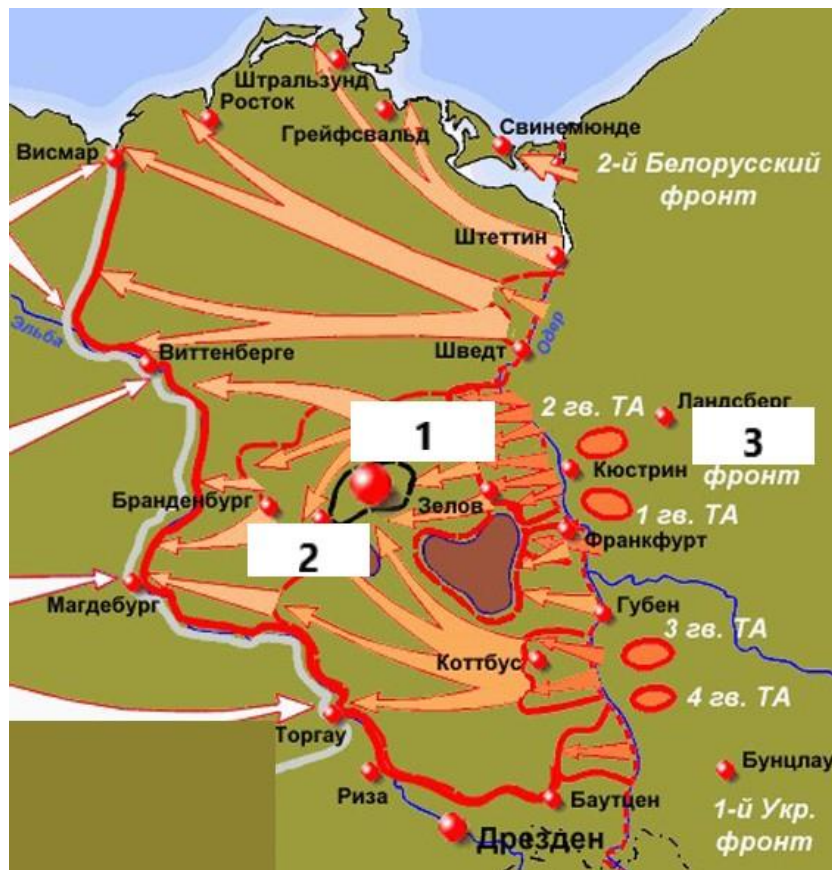 Штральзунд
Росток
Грейфсвальд
Свинемюнде
Висмар
2-й Белорусский
фронт
Штеттин
Эльба
Одер
Виттенберге
Шведт
2 гв. ТА
Ландсберг
1
3
Кюстрин
фронт
Бранденбург
Зелов
1 гв. ТА
2
Франкфурт
Магдебург
Губен
3 гв. ТА
Коттбус
4 гв. ТА
Торгау
Бунцлау
Риза
Баутцен
1-й Укр.
фронт
Дрезден